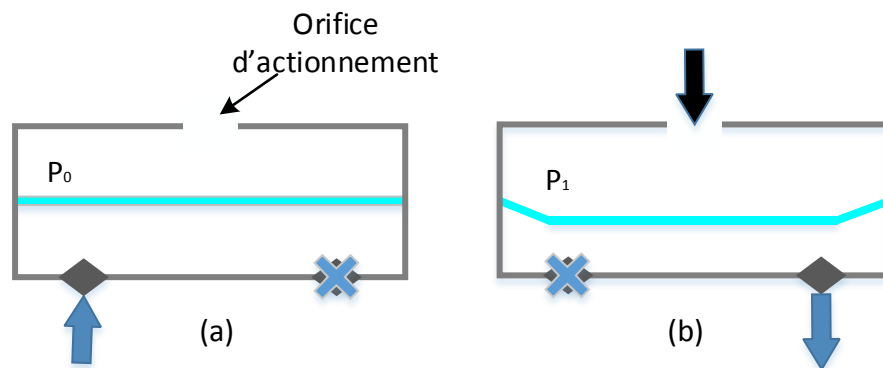 Orifice
d’actionnement
P₀
P₁
(a)
(b)